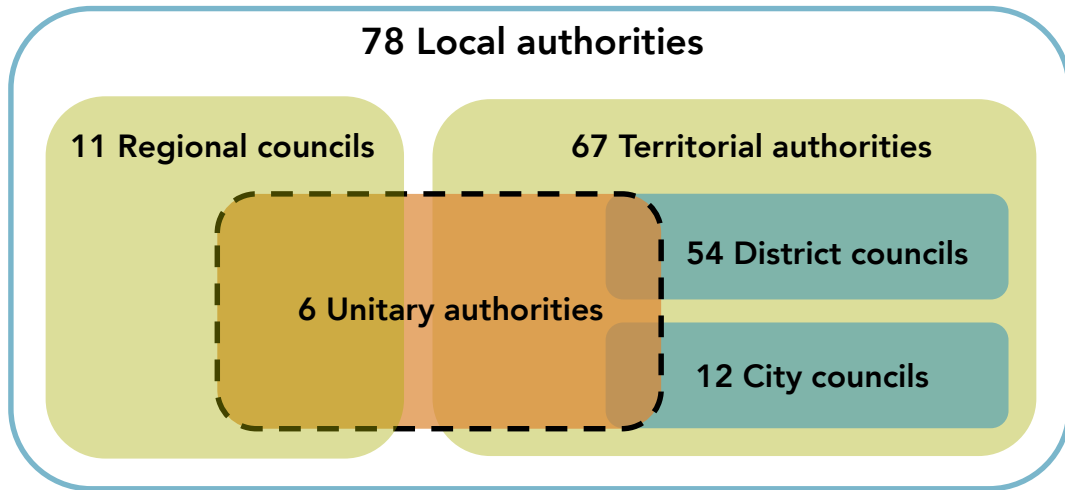 78 Local authorities
11 Regional councils
67 Territorial authorities
54 District councils
6 Unitary authorities
12 City councils